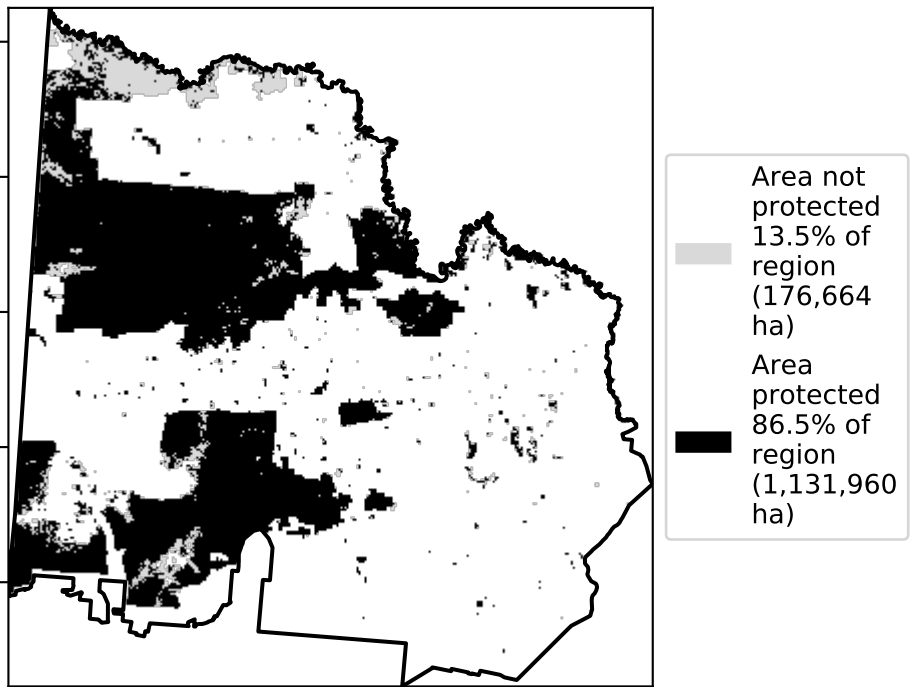 Area not
protected
13.5% of
region
(176,664
ha)
Area
protected
86.5% of
region
(1,131,960
ha)